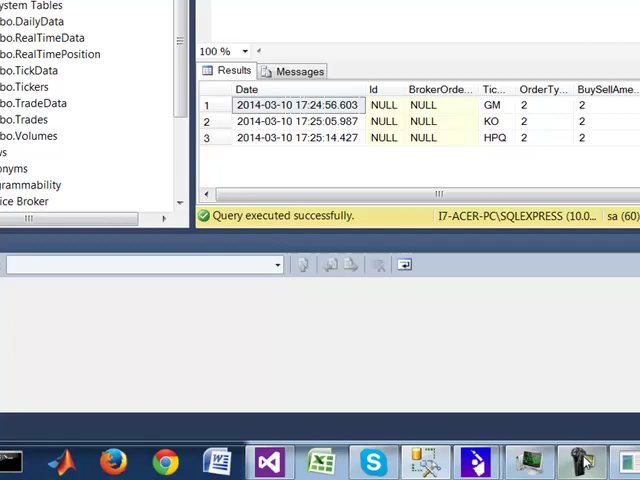 ystem Tables
bo.DailyData
bo.RealTimeData
bo.RealTimePosition
bo.TickData
bo.Tickers
bo.TradeData
bo.Trades
bo.Volumes
ws
onyms
grammability
ice Broker
100 %
Results Messages
Date Id BrokerOrde... Tic... OrderTy... BuySellAme...
1 2014-03-10 17:24:56.603 NULL NULL GM 2 2
2 2014-03-10 17:25:05.987 NULL NULL KO 2 2
3 2014-03-10 17:25:14.427 NULL NULL HPQ 2 2
Query executed successfully. I7-ACER-PC\SQLEXPRESS (10.0... sa (60)